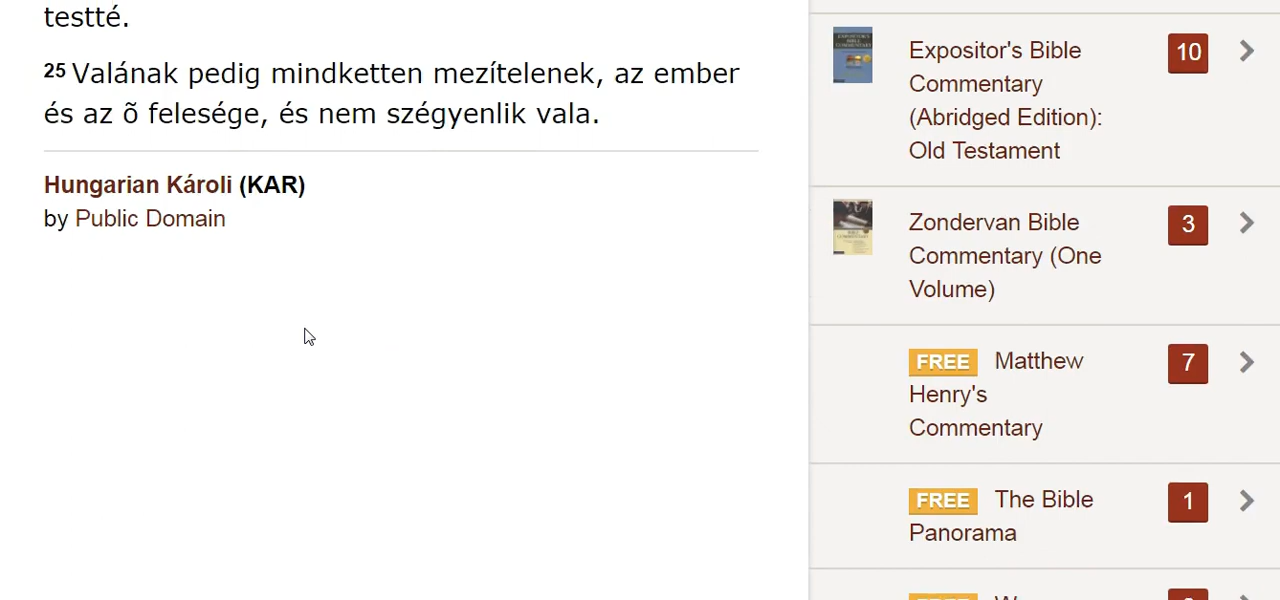 testté.
25 Valának pedig mindketten mezítelenek, az ember
és az õ felesége, és nem szégyenlik vala.
Hungarian Károli (KAR)
by Public Domain
Expositor's Bible 10
Commentary
(Abridged Edition):
Old Testament
Zondervan Bible 3
Commentary (One
Volume)
FREE Matthew 7
Henry's
Commentary
FREE The Bible 1
Panorama